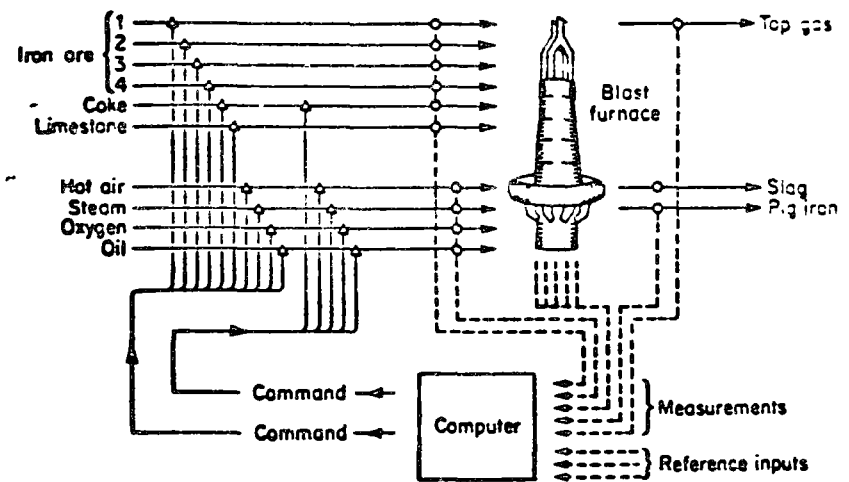 1
Top gas
2
Iron ore
3
4
Coke
Blast
furnace
Limestone
Hot air
Slag
Steam
Pig iron
Oxygen
Oil
Command
Measurements
Command
Computer
Reference inputs